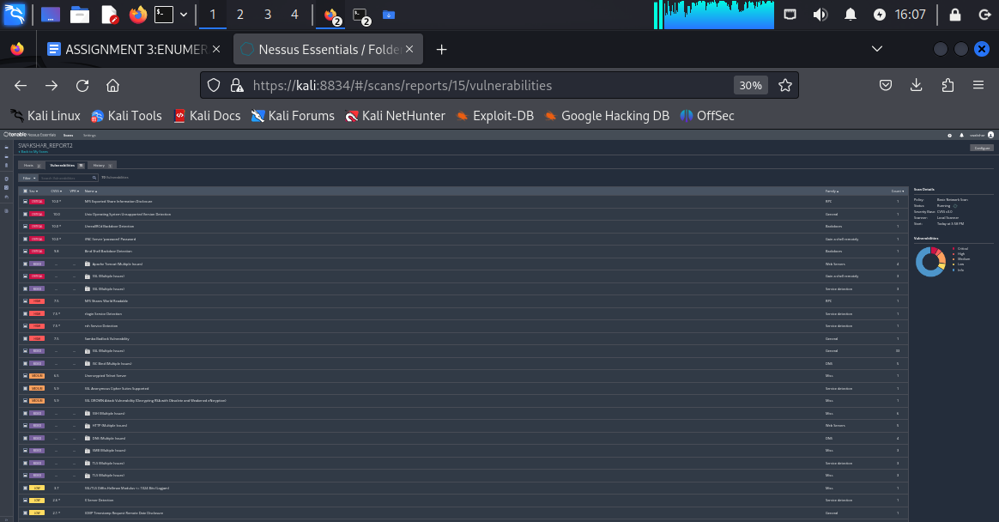 1 2 3 4 2 2 16:07
ASSIGNMENT 3:ENUMER
Nessus Essentials / Folde
https://kali:8834/#/scans/reports/15/vulnerabilities
30%
Kali Linux Kali Tools Kali Docs Kali Forums Kali NetHunter Exploit-DB Google Hacking DB OffSec
tenable Nessus Essentials Scans Settings swakshar
SWAKSHAR_REPORT2
Back to My Scans
Configure
Hosts Vulnerabilities History
Filter Search Vulnerabilities Vulnerabilities
Sev CVSS VPR Name Family Count
CRITICAL 10.0 * NFS Exported Share Information Disclosure RPC 1
CRITICAL 10.0 Unix Operating System Unsupported Version Detection General 1
CRITICAL 10.0 * UnrealIRCd Backdoor Detection Backdoors 1
CRITICAL 10.0 * VNC Server 'password' Password Gain a shell remotely 1
CRITICAL 9.8 Bind Shell Backdoor Detection Backdoors 1
MIXED ... ... Apache Tomcat (Multiple Issues) Web Servers 4
CRITICAL ... ... SSL (Multiple Issues) Gain a shell remotely 3
MIXED ... ... SSL (Multiple Issues) Service detection 3
HIGH 7.5 NFS Shares World Readable RPC 1
HIGH 7.5 * rlogin Service Detection Service detection 1
HIGH 7.5 * rsh Service Detection Service detection 1
HIGH 7.5 Samba Badlock Vulnerability General 1
MIXED ... ... SSL (Multiple Issues) General
MIXED ... ... ISC Bind (Multiple Issues) DNS 5
MEDIUM 6.5 Unencrypted Telnet Server Misc. 1
MEDIUM 5.9 SSL Anonymous Cipher Suites Supported Service detection 1
MEDIUM 5.9 SSL DROWN Attack Vulnerability (Decrypting RSA with Obsolete and Weakened eNcryption) Misc. 1
MIXED ... ... SSH (Multiple Issues) Misc. 6
MIXED ... ... HTTP (Multiple Issues) Web Servers 5
MIXED ... ... DNS (Multiple Issues) DNS 4
MIXED ... ... SMB (Multiple Issues) Misc. 3
MIXED ... ... TLS (Multiple Issues) Service detection 3
MIXED ... ... TLS (Multiple Issues) Misc. 3
LOW 3.7 SSL/TLS Diffie-Hellman Modulus <= 1024 Bits (Logjam) Misc. 1
LOW 2.6 * X Server Detection Service detection 1
LOW 2.1 * ICMP Timestamp Request Remote Date Disclosure General 1
Scan Details
Policy: Basic Network Scan
Status: Running
Severity Base: CVSS v3.0
Scanner: Local Scanner
Start: Today at 3:58 PM
Vulnerabilities
Critical
High
Medium
Low
Info